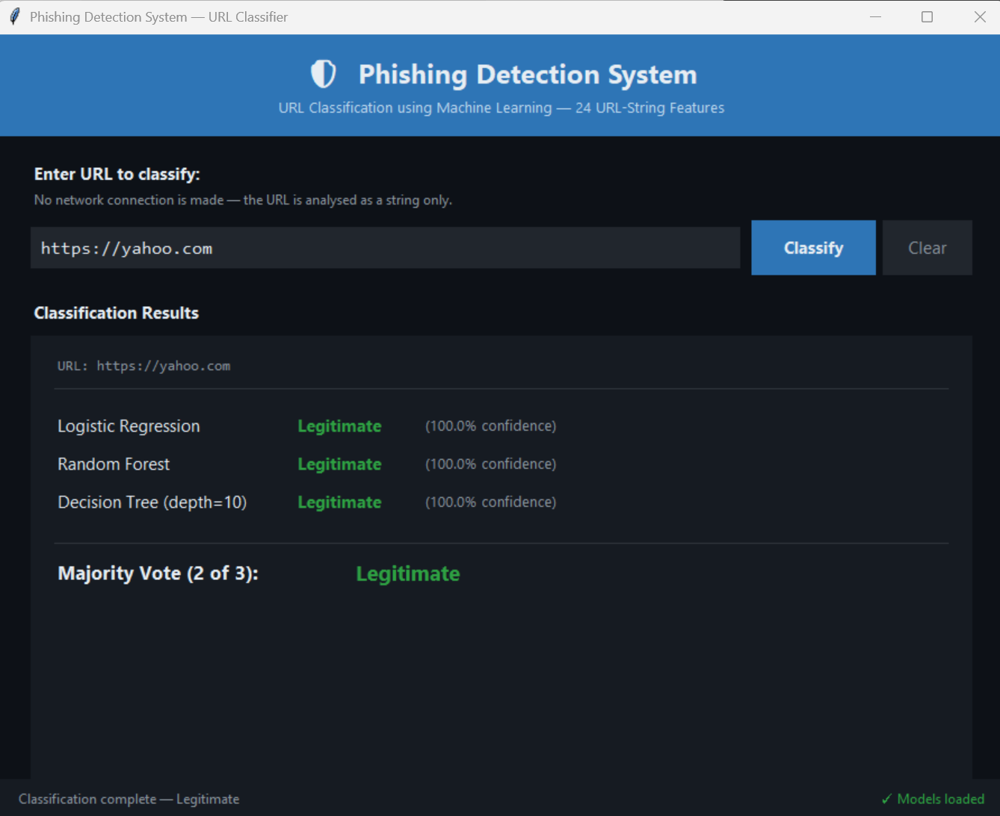 Phishing Detection System — URL Classifier
Phishing Detection System
URL Classification using Machine Learning — 24 URL-String Features
Enter URL to classify:
No network connection is made — the URL is analysed as a string only.
https://yahoo.com
Classify
Clear
Classification Results
URL: https://yahoo.com
Logistic Regression Legitimate (100.0% confidence)
Random Forest Legitimate (100.0% confidence)
Decision Tree (depth=10) Legitimate (100.0% confidence)
Majority Vote (2 of 3): Legitimate
Classification complete — Legitimate
✓ Models loaded